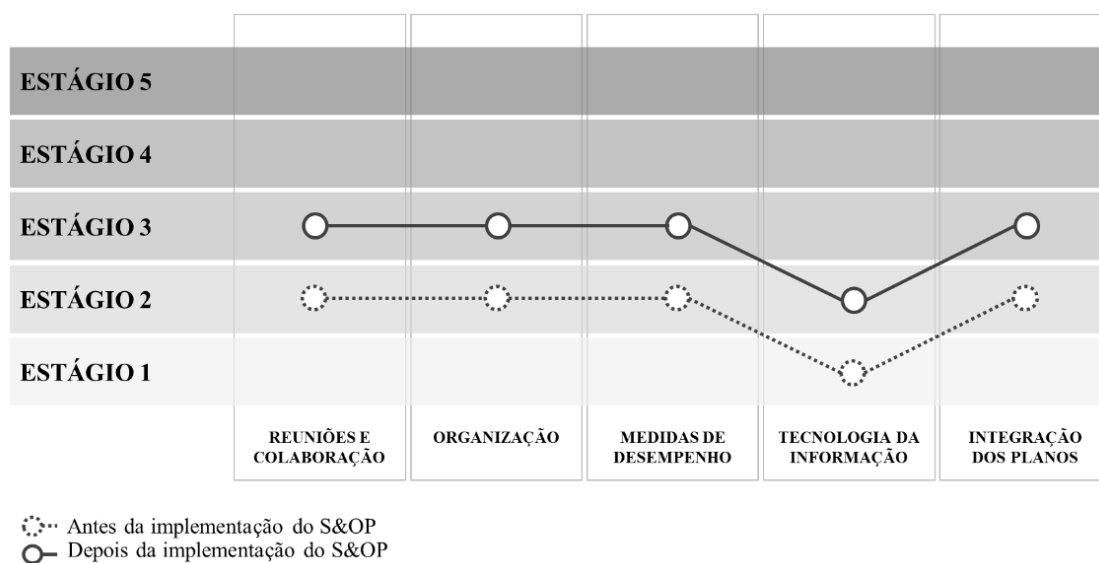 ESTÁGIO 5
ESTÁGIO 4
ESTÁGIO 3
ESTÁGIO 2
ESTÁGIO 1
REUNIÕES E
COLABORAÇÃO
ORGANIZAÇÃO
MEDIDAS DE
DESEMPENHO
TECNOLOGIA DA
INFORMAÇÃO
INTEGRAÇÃO
DOS PLANOS
Antes da implementação do S&OP
Depois da implementação do S&OP